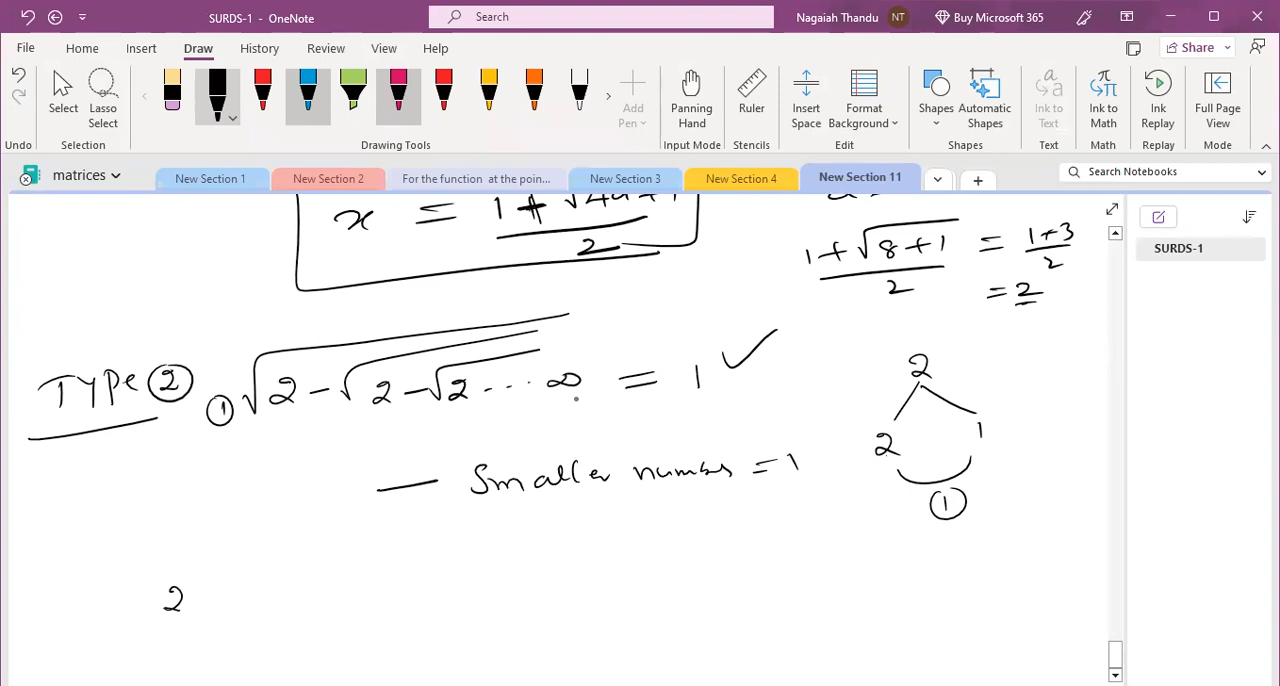 SURDS-1 - OneNote
Search
Nagaiah Thandu NT
Buy Microsoft 365
File Home Insert Draw History Review View Help
Share
Select
Lasso Select
Add Pen
Panning Hand
Ruler
Insert Space
Format Background
Shapes
Automatic Shapes
Ink to Text
Ink to Math
Ink Replay
Full Page View
Undo Selection Drawing Tools Input Mode Stencils Edit Shapes Text Math Replay Mode
matrices New Section 1 New Section 2 For the function at the poin... New Section 3 New Section 4 New Section 11 +
Search Notebooks
SURDS-1
x = (1 + √4a + 1)/2
(1 + √8 + 1)/2 = (1 + 3)/2
= 2
TYPE ② ① √2 - √2 - √2 ... ∞ = 1 ✓
2
2 1
①
— Smaller number = 1
2